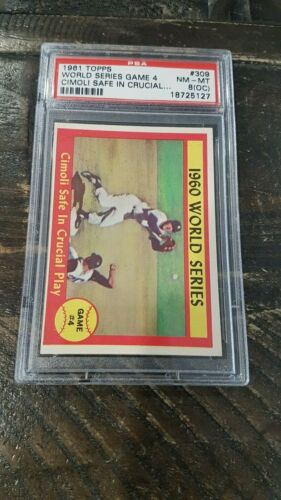 PSA
1961 TOPPS #309
WORLD SERIES GAME 4 NM - MT
CIMOLI SAFE IN CRUCIAL... 8(OC)
18725127
1960 WORLD SERIES
Cimoli Safe In Crucial Play
GAME
#4